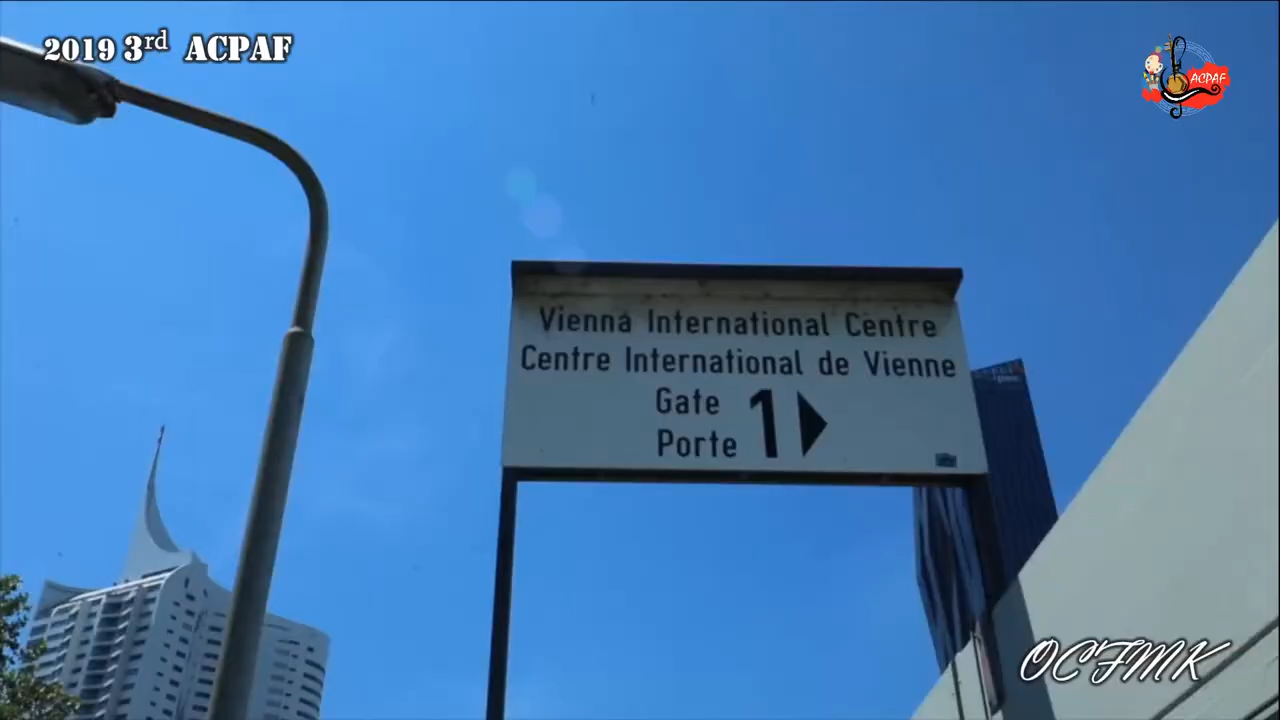 2019 3rd ACPAF
ACPAF
Vienna International Centre
Centre International de Vienne
Gate
Porte
1
OCFMK